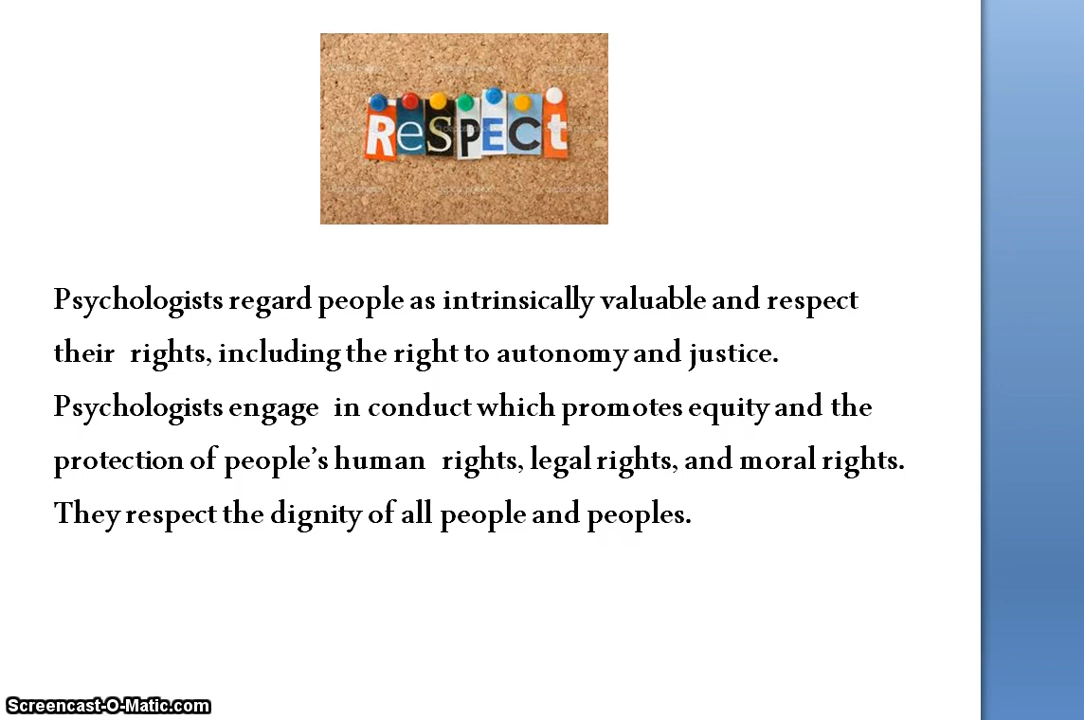 ReSPECt
Psychologists regard people as intrinsically valuable and respect
their rights, including the right to autonomy and justice.
Psychologists engage in conduct which promotes equity and the
protection of people’s human rights, legal rights, and moral rights.
They respect the dignity of all people and peoples.
Screencast-O-Matic.com